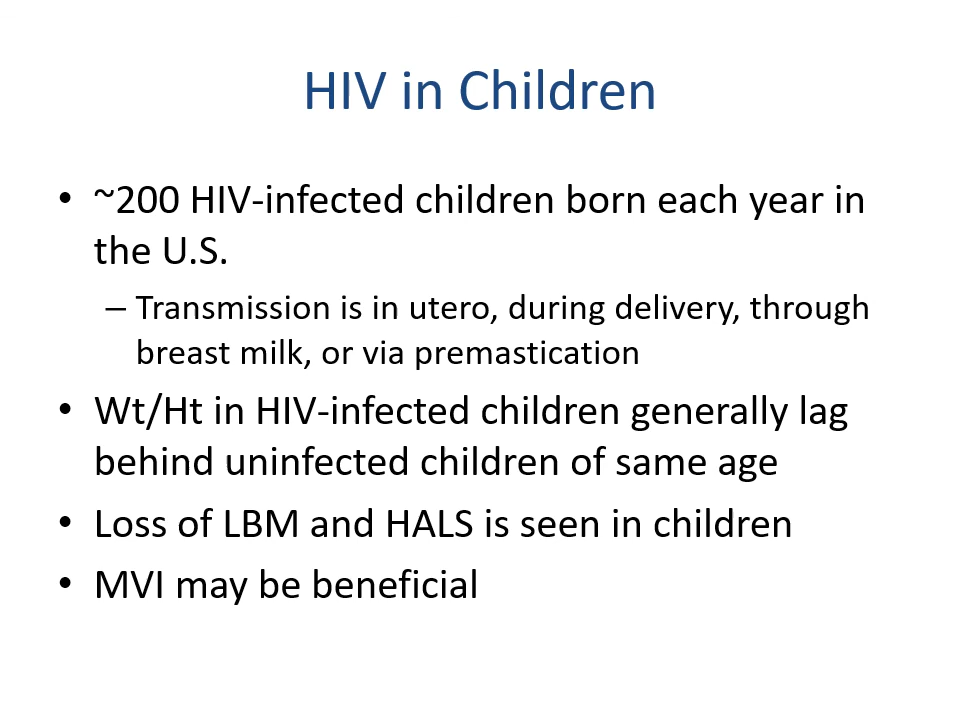 HIV in Children
• ~200 HIV-infected children born each year in
the U.S.
– Transmission is in utero, during delivery, through
breast milk, or via premastication
• Wt/Ht in HIV-infected children generally lag
behind uninfected children of same age
• Loss of LBM and HALS is seen in children
• MVI may be beneficial